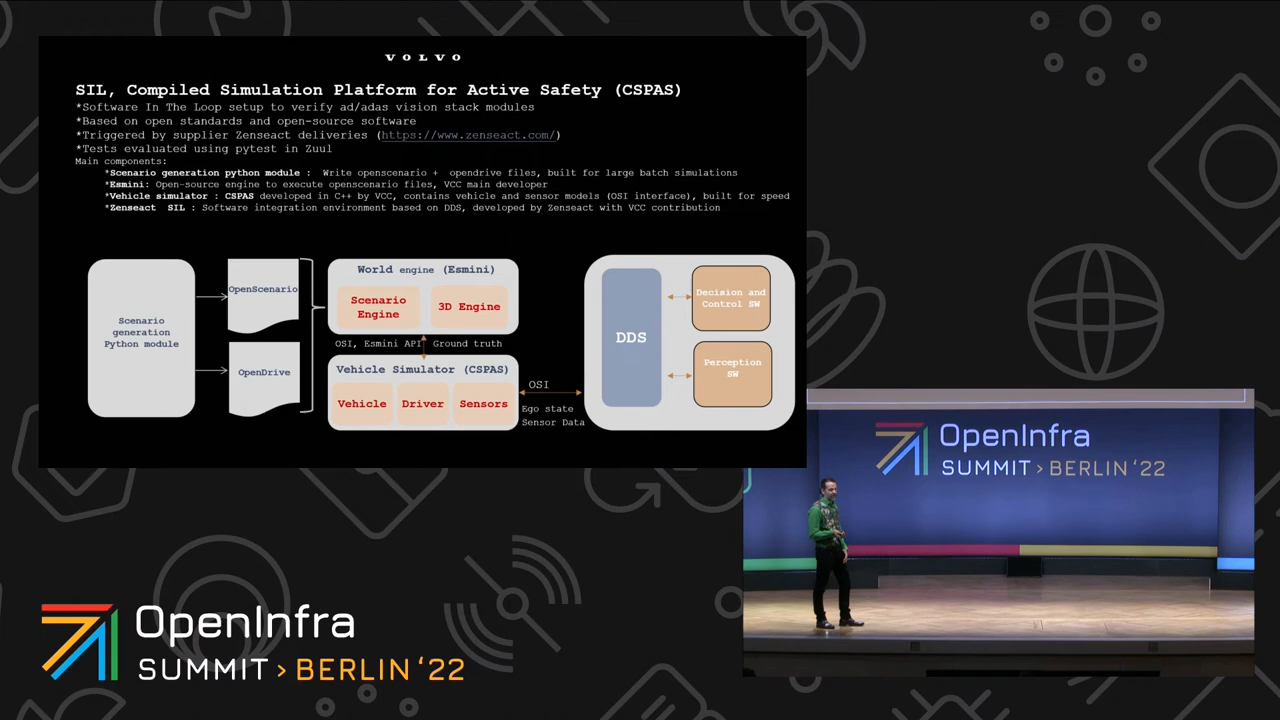 VOLVO
SIL, Compiled Simulation Platform for Active Safety (CSPAS)
*Software In The Loop setup to verify ad/adas vision stack modules
*Based on open standards and open-source software
*Triggered by supplier Zenseact deliveries (https://www.zenseact.com/)
*Tests evaluated using pytest in Zuul
Main components:
*Scenario generation python module : Write openscenario + opendrive files, built for large batch simulations
*Esmini: Open-source engine to execute openscenario files, VCC main developer
*Vehicle simulator : CSPAS developed in C++ by VCC, contains vehicle and sensor models (OSI interface), built for speed
*Zenseact SIL : Software integration environment based on DDS, developed by Zenseact with VCC contribution
Scenario
generation
Python module
OpenScenario
OpenDrive
World engine (Esmini)
Scenario
Engine
3D Engine
OSI, Esmini API
Ground truth
Vehicle Simulator (CSPAS)
Vehicle
Driver
Sensors
OSI
Ego state
Sensor Data
DDS
Decision and
Control SW
Perception
SW
OpenInfra
SUMMIT > BERLIN '22
OpenInfra
SUMMIT > BERLIN '22